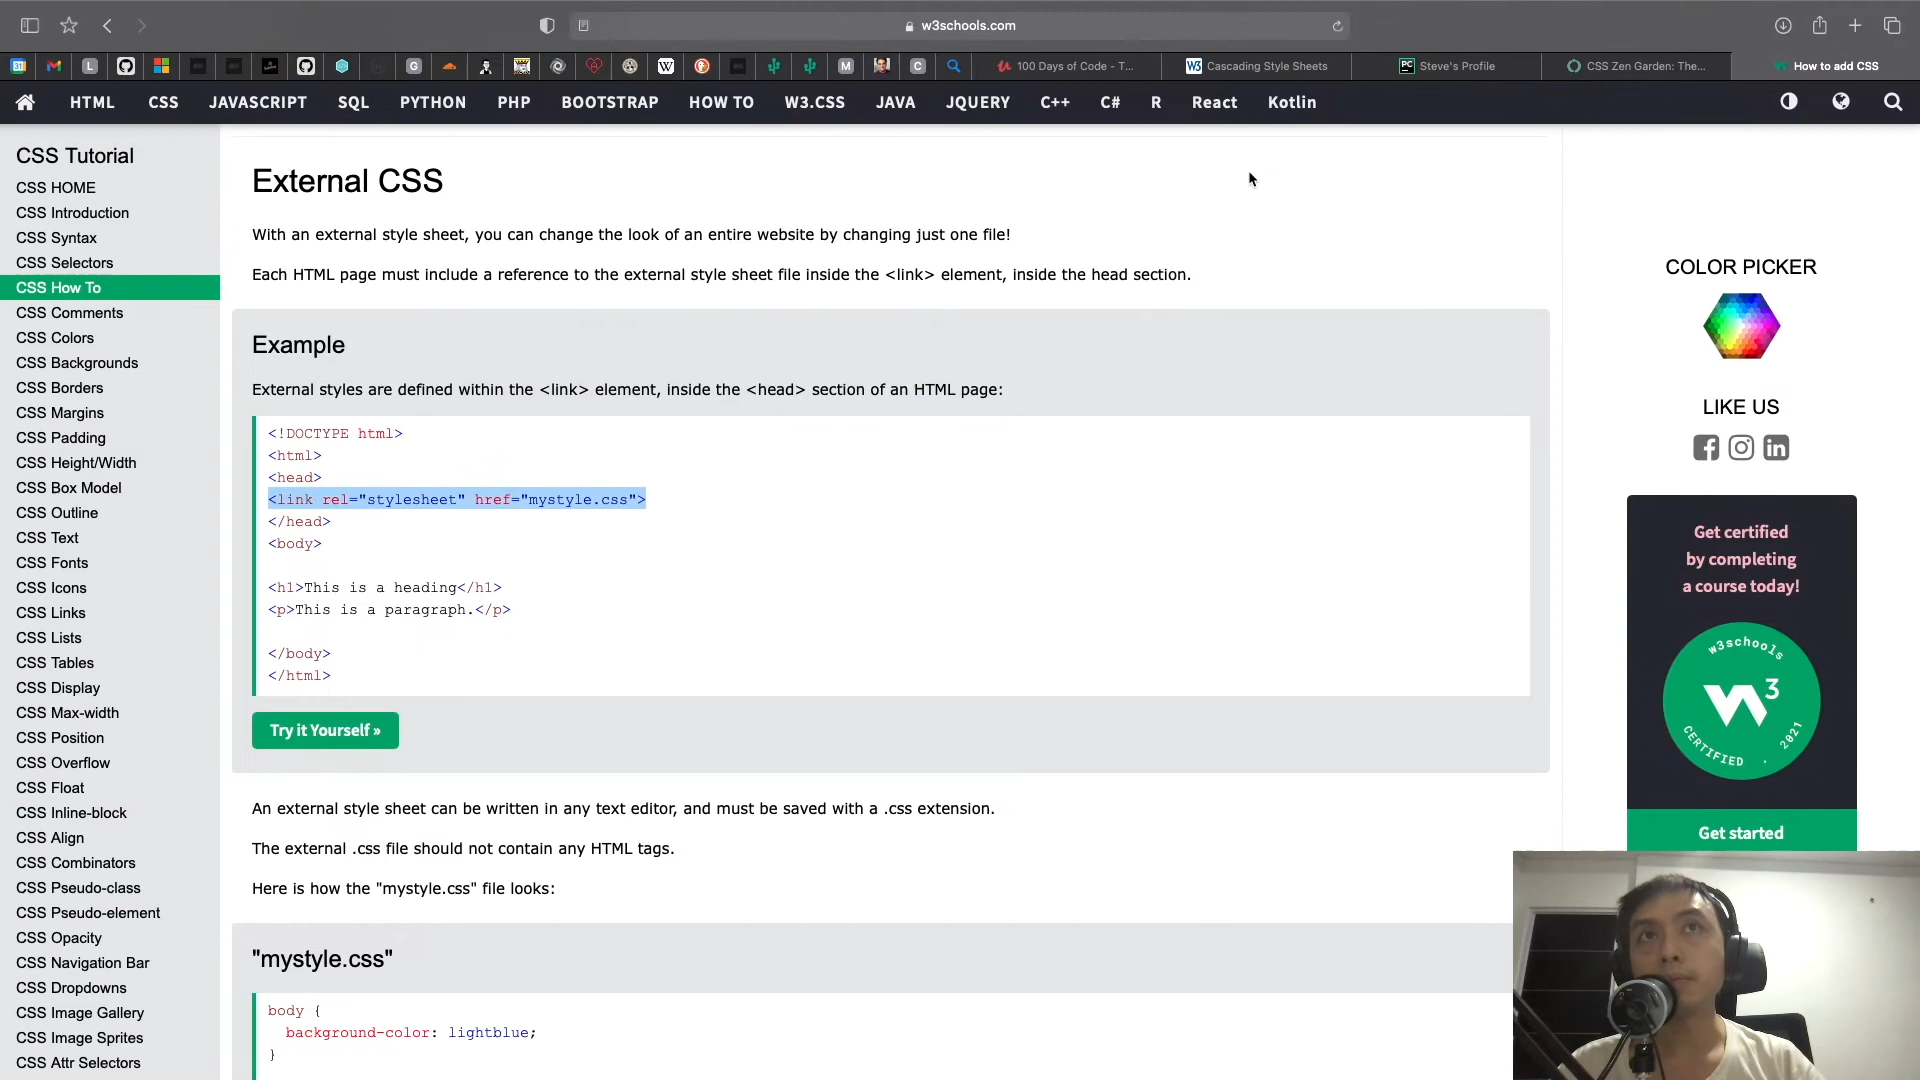 w3schools.com
100 Days of Code - T...
Cascading Style Sheets
Steve's Profile
CSS Zen Garden: The...
How to add CSS
HTML CSS JAVASCRIPT SQL PYTHON PHP BOOTSTRAP HOW TO W3.CSS JAVA JQUERY C++ C# R React Kotlin
CSS Tutorial
CSS HOME
CSS Introduction
CSS Syntax
CSS Selectors
CSS How To
CSS Comments
CSS Colors
CSS Backgrounds
CSS Borders
CSS Margins
CSS Padding
CSS Height/Width
CSS Box Model
CSS Outline
CSS Text
CSS Fonts
CSS Icons
CSS Links
CSS Lists
CSS Tables
CSS Display
CSS Max-width
CSS Position
CSS Overflow
CSS Float
CSS Inline-block
CSS Align
CSS Combinators
CSS Pseudo-class
CSS Pseudo-element
CSS Opacity
CSS Navigation Bar
CSS Dropdowns
CSS Image Gallery
CSS Image Sprites
CSS Attr Selectors
External CSS
With an external style sheet, you can change the look of an entire website by changing just one file!
Each HTML page must include a reference to the external style sheet file inside the <link> element, inside the head section.
Example
External styles are defined within the <link> element, inside the <head> section of an HTML page:
<!DOCTYPE html>
<html>
<head>
<link rel="stylesheet" href="mystyle.css">
</head>
<body>
<h1>This is a heading</h1>
<p>This is a paragraph.</p>
</body>
</html>
Try it Yourself »
An external style sheet can be written in any text editor, and must be saved with a .css extension.
The external .css file should not contain any HTML tags.
Here is how the "mystyle.css" file looks:
"mystyle.css"
body {
background-color: lightblue;
}
COLOR PICKER
LIKE US
Get certified
by completing
a course today!
w3schools
W3
CERTIFIED . 2021
Get started